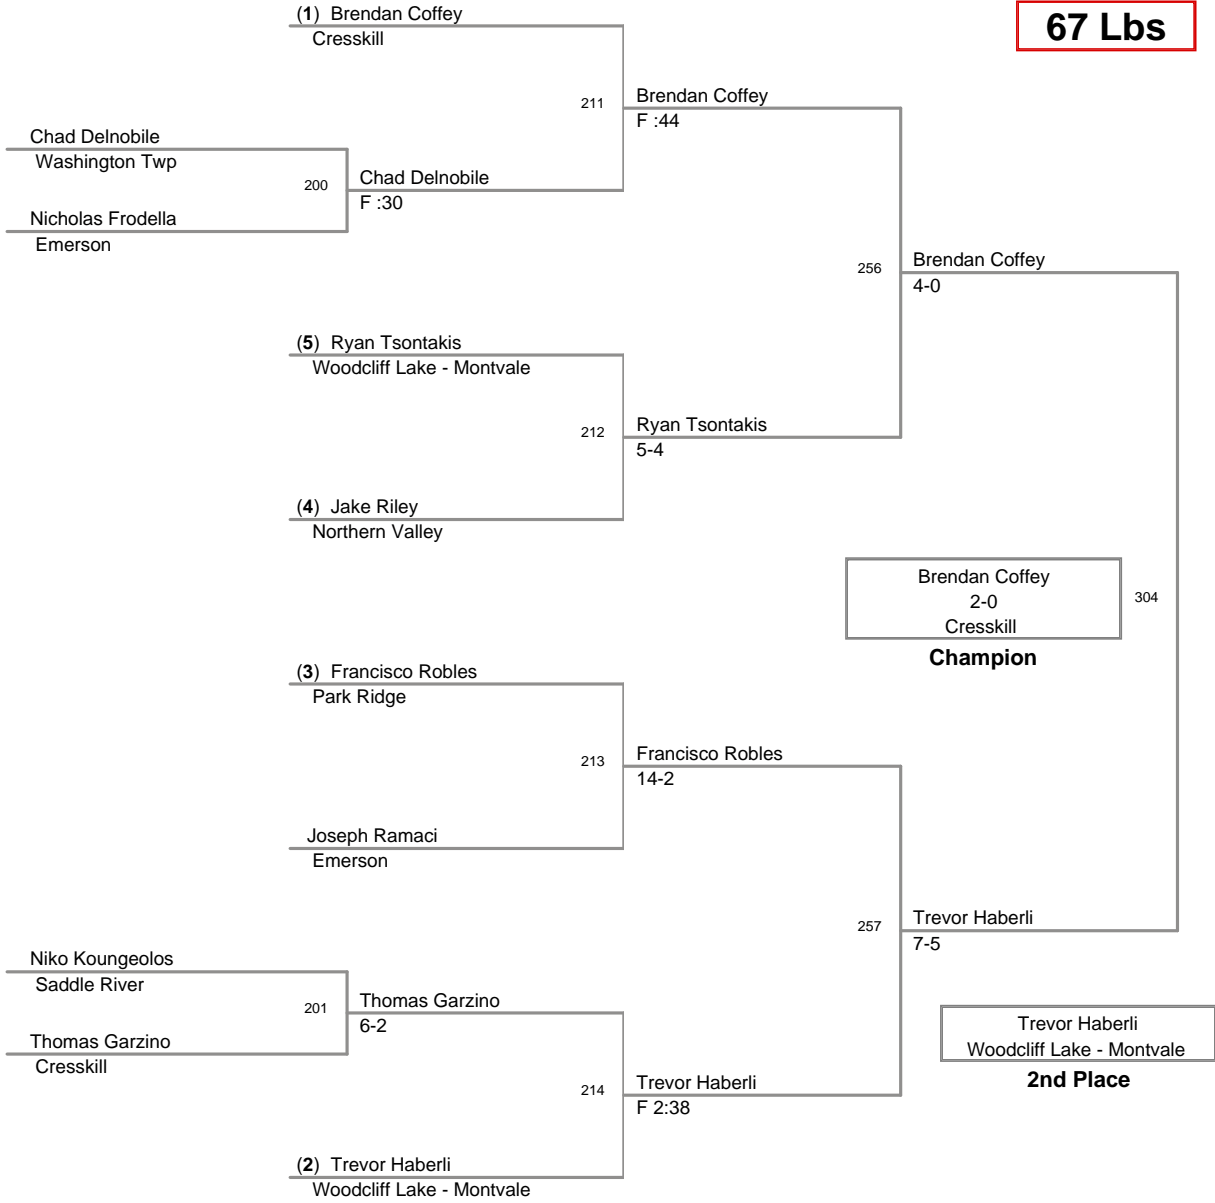 (1) Brendan Coffey
Cresskill
67 Lbs
211
Brendan Coffey
F :44
Chad Delnobile
Washington Twp
200
Chad Delnobile
F :30
Nicholas Frodella
Emerson
256
Brendan Coffey
4-0
(5) Ryan Tsontakis
Woodcliff Lake - Montvale
212
Ryan Tsontakis
5-4
(4) Jake Riley
Northern Valley
Brendan Coffey
2-0
Cresskill
304
Champion
(3) Francisco Robles
Park Ridge
213
Francisco Robles
14-2
Joseph Ramaci
Emerson
257
Trevor Haberli
7-5
Niko Koungeolos
Saddle River
201
Thomas Garzino
6-2
Thomas Garzino
Cresskill
Trevor Haberli
Woodcliff Lake - Montvale
2nd Place
214
Trevor Haberli
F 2:38
(2) Trevor Haberli
Woodcliff Lake - Montvale